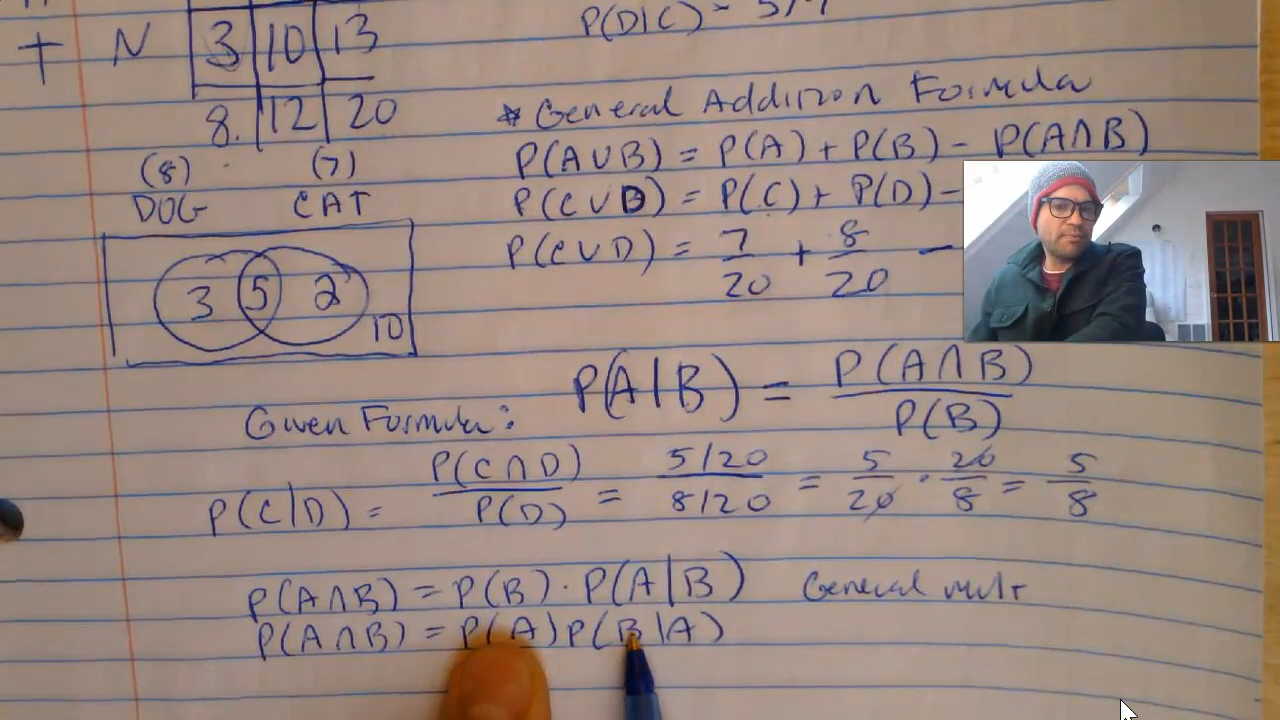 P(D|C) = 5/7
+ N 3 10 13
8. 12 20
* General Addition Formula
P(A∪B) = P(A) + P(B) - P(A∩B)
(8) (7)
DOG CAT
P(C∪D) = P(C) + P(D) -
P(C∪D) = 7/20 + 8/20 -
3 5 2 10
Given Formula: P(A|B) = P(A∩B)/P(B)
P(C|D) = P(C∩D)/P(D) = 5/20 / 8/20 = 5/20 · 20/8 = 5/8
P(A∩B) = P(B) · P(A|B) General mult
P(A∩B) = P(A)P(B|A)